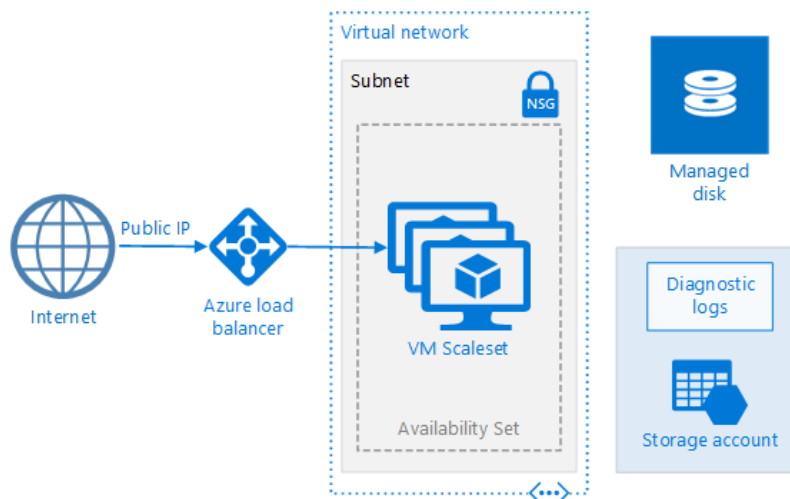 Virtual network
Subnet
NSG
Managed
disk
Public IP
Internet
Azure load
balancer
VM Scaleset
Availability Set
Diagnostic
logs
Storage account